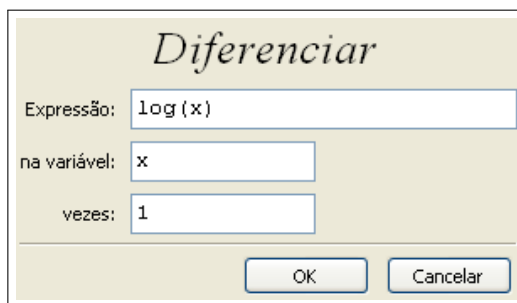 Diferenciar
Expressão: log(x)
na variável: x
vezes: 1
OK Cancelar